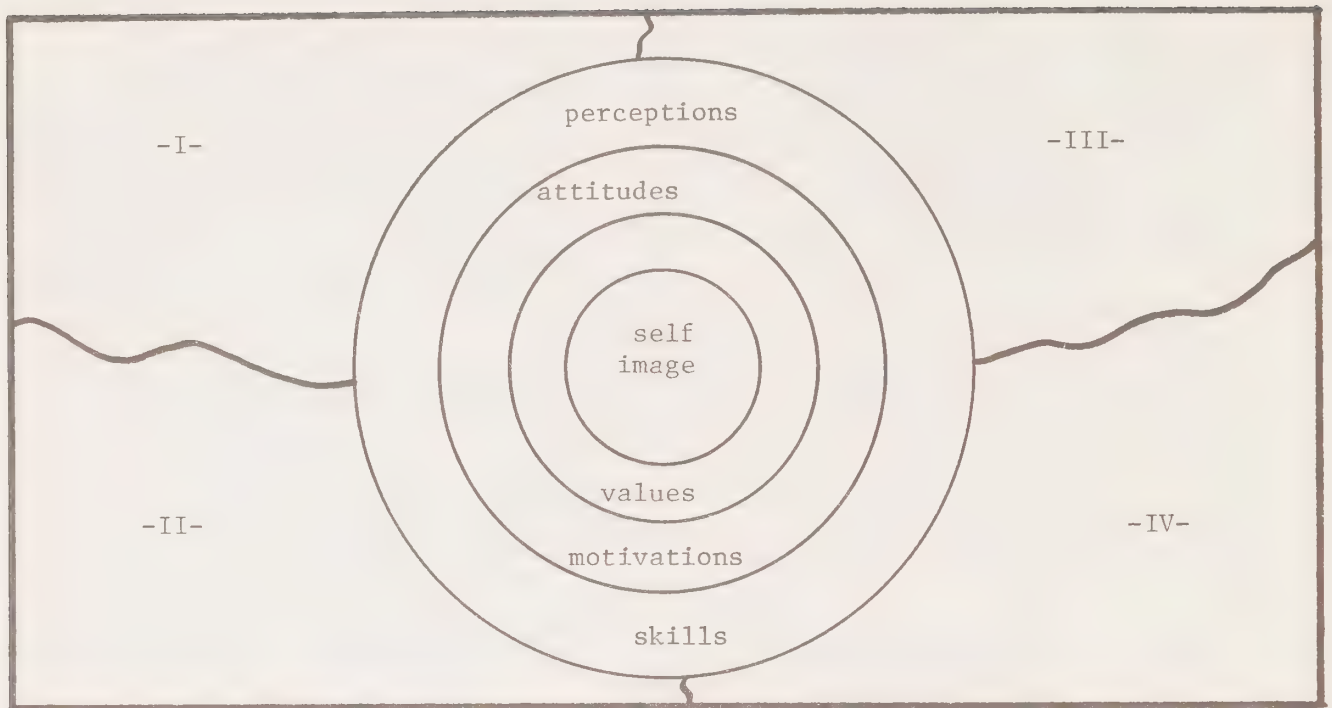 perceptions
-I-
-III-
attitudes
self
image
values
-II-
-IV-
motivations
skills